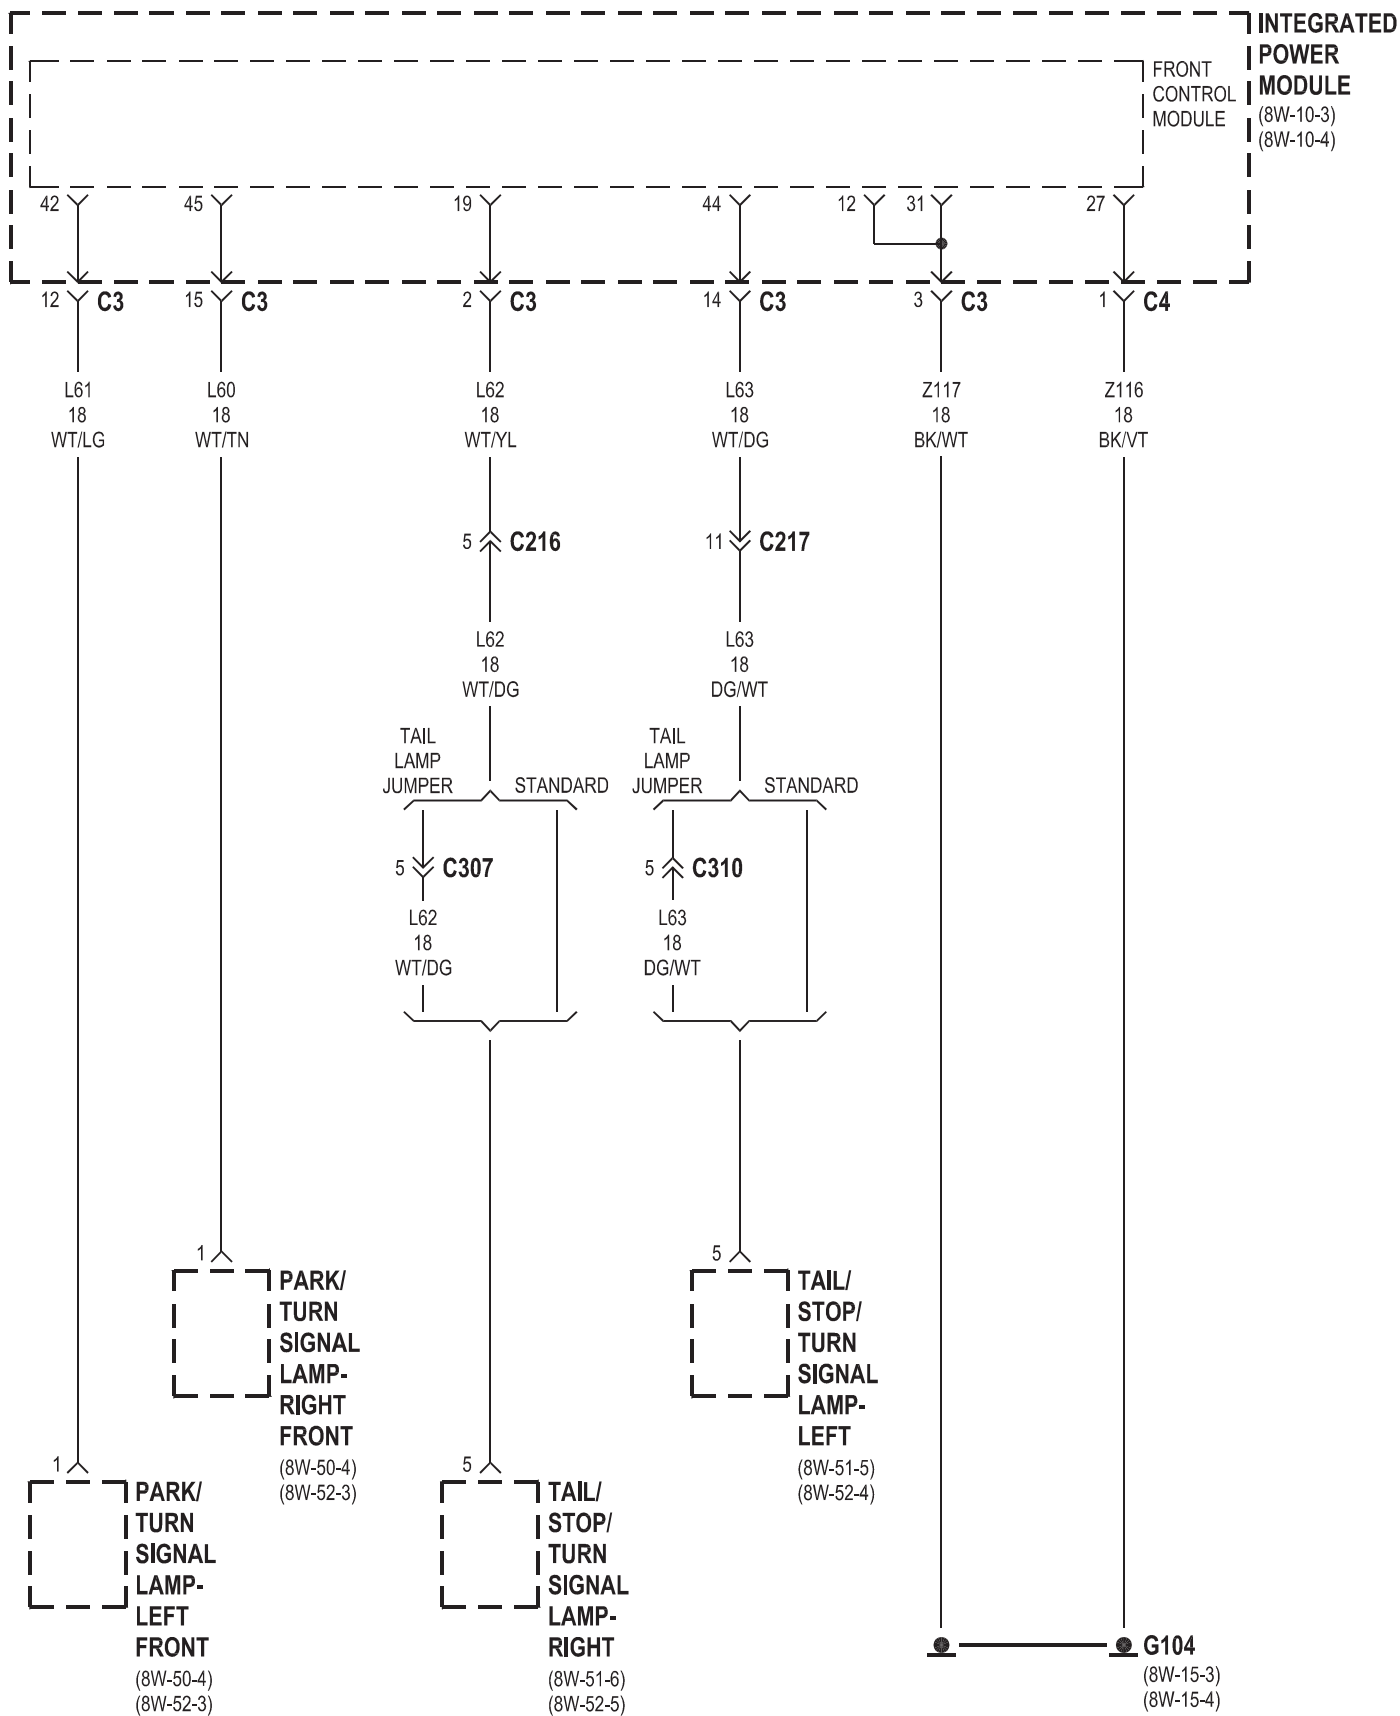 INTEGRATED
POWER
MODULE
(8W-10-3)
(8W-10-4)
FRONT
CONTROL
MODULE
42
45
19
44
12
31
27
12 C3
15 C3
2 C3
14 C3
3 C3
1 C4
L61
18
WT/LG
L60
18
WT/TN
L62
18
WT/YL
L63
18
WT/DG
Z117
18
BK/WT
Z116
18
BK/VT
5 C216
11 C217
L62
18
WT/DG
L63
18
DG/WT
TAIL
LAMP
JUMPER
STANDARD
TAIL
LAMP
JUMPER
STANDARD
5 C307
5 C310
L62
18
WT/DG
L63
18
DG/WT
1
PARK/
TURN
SIGNAL
LAMP-
RIGHT
FRONT
(8W-50-4)
(8W-52-3)
5
TAIL/
STOP/
TURN
SIGNAL
LAMP-
LEFT
(8W-51-5)
(8W-52-4)
1
PARK/
TURN
SIGNAL
LAMP-
LEFT
FRONT
(8W-50-4)
(8W-52-3)
5
TAIL/
STOP/
TURN
SIGNAL
LAMP-
RIGHT
(8W-51-6)
(8W-52-5)
G104
(8W-15-3)
(8W-15-4)